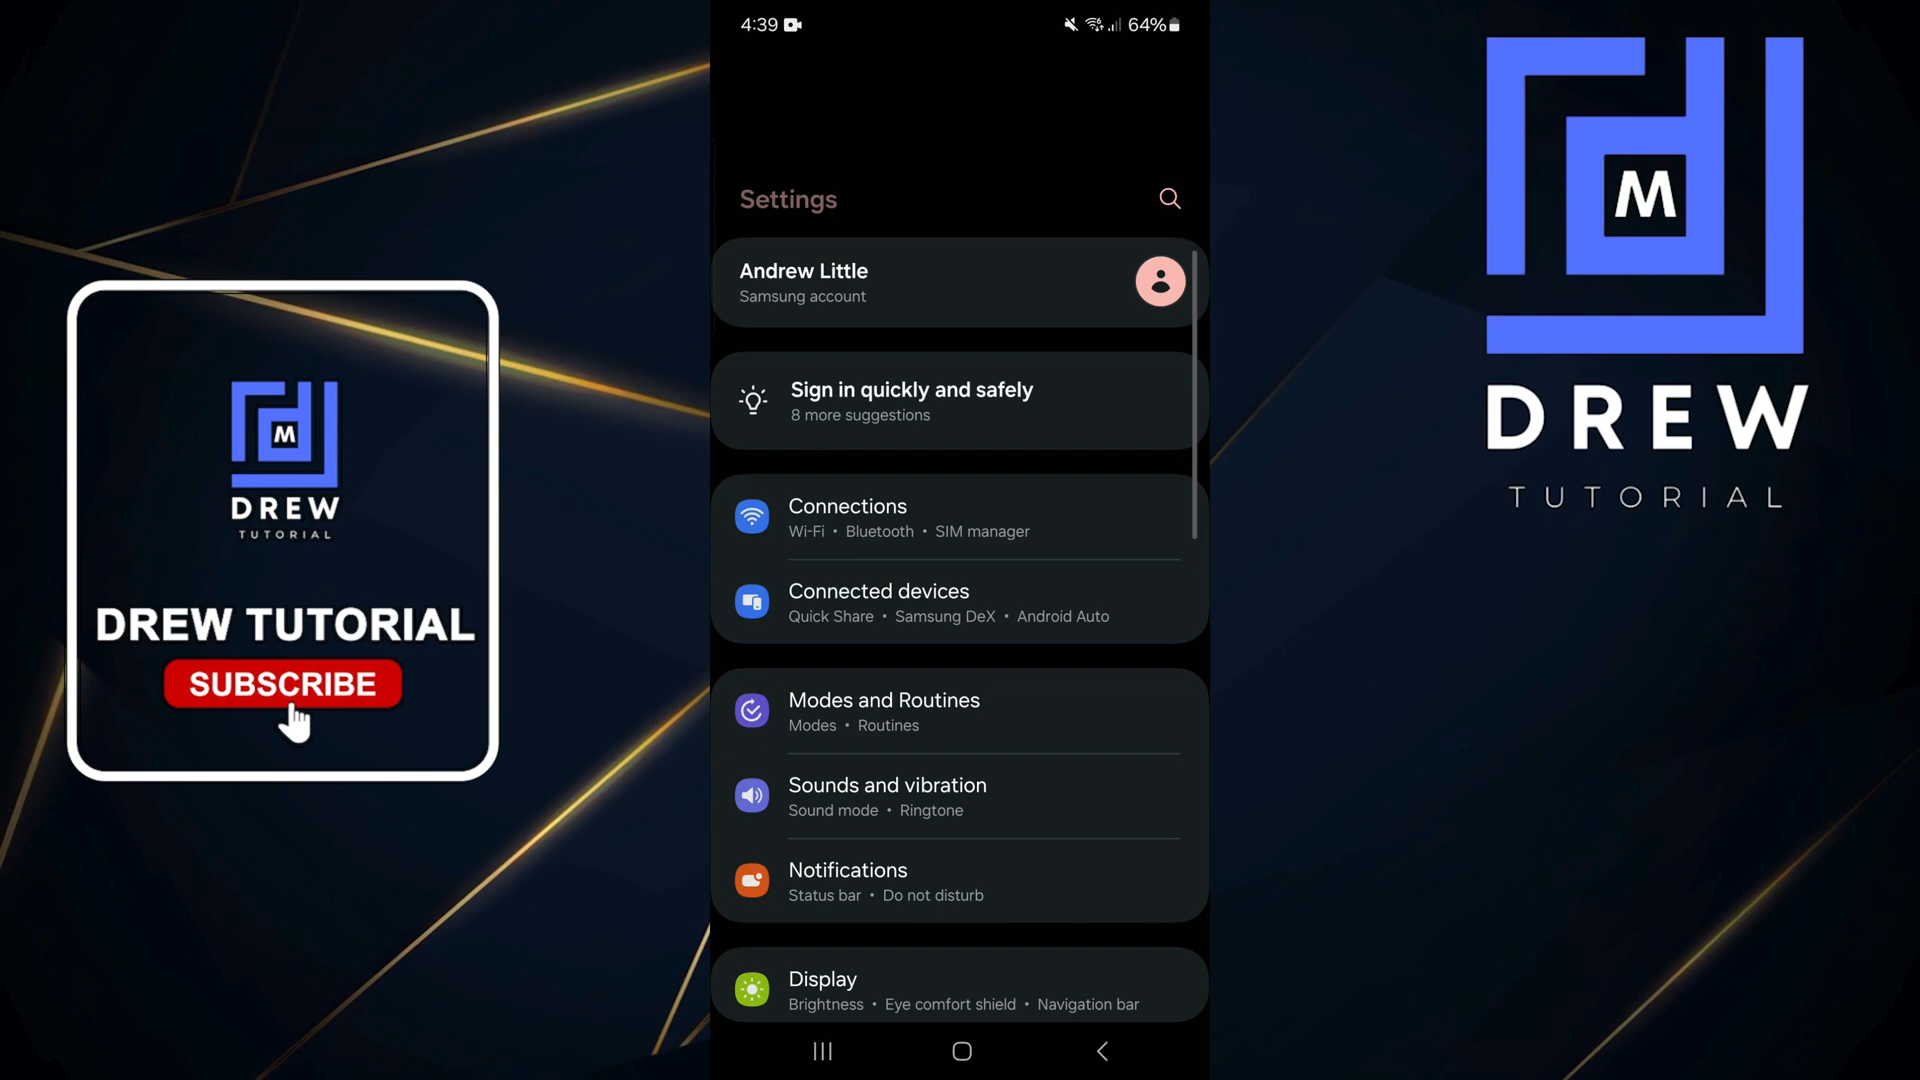 4:39
64%
Settings
Andrew Little
Samsung account
Sign in quickly and safely
8 more suggestions
Connections
Wi-Fi • Bluetooth • SIM manager
Connected devices
Quick Share • Samsung DeX • Android Auto
Modes and Routines
Modes • Routines
Sounds and vibration
Sound mode • Ringtone
Notifications
Status bar • Do not disturb
Display
Brightness • Eye comfort shield • Navigation bar
M
DREW
TUTORIAL
DREW TUTORIAL
SUBSCRIBE
M
DREW
TUTORIAL